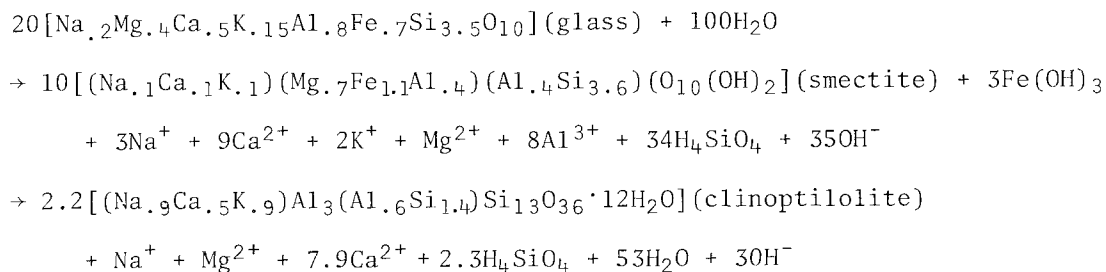 20[Na.2Mg.4Ca.5K.15Al.8Fe.7Si3.5O10](glass) + 100H2O
→ 10[(Na.1Ca.1K.1)(Mg.7Fe1.1Al.4)(Al.4Si3.6)(O10(OH)2](smectite) + 3Fe(OH)3
+ 3Na+ + 9Ca2+ + 2K+ + Mg2+ + 8Al3+ + 34H4SiO4 + 35OH-
→ 2.2[(Na.9Ca.5K.9)Al3(Al.6Si1.4)Si13O36·12H2O](clinoptilolite)
+ Na+ + Mg2+ + 7.9Ca2+ + 2.3H4SiO4 + 53H2O + 30OH-